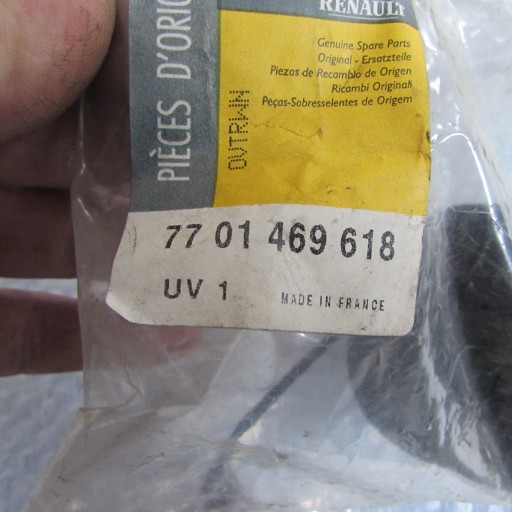 RENAULT
PIÈCES D'ORIG
Genuine Spare Parts
Original - Ersatzteile
Piezas de Recambio de Origen
Ricambi Originali
Peças-Sobresselentes de Origem
77 01 469 618
UV 1 MADE IN FRANCE